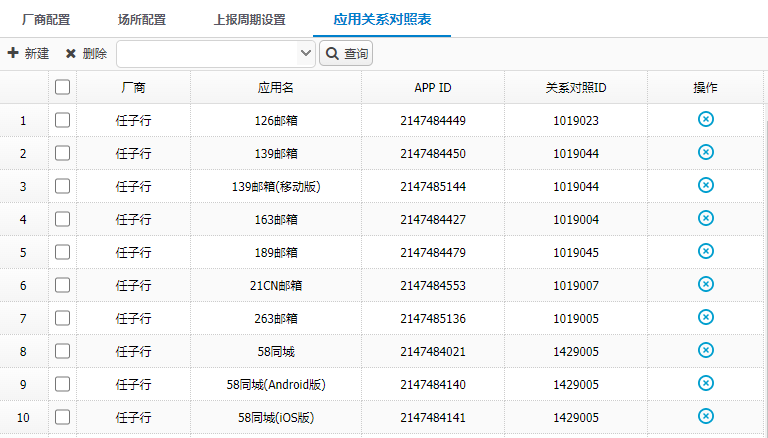 厂商配置 场所配置 上报周期设置 应用关系对照表
新建 删除 查询
厂商 应用名 APP ID 关系对照ID 操作
1 任子行 126邮箱 2147484449 1019023
2 任子行 139邮箱 2147484450 1019044
3 任子行 139邮箱(移动版) 2147485144 1019044
4 任子行 163邮箱 2147484427 1019004
5 任子行 189邮箱 2147484479 1019045
6 任子行 21CN邮箱 2147484553 1019007
7 任子行 263邮箱 2147485136 1019005
8 任子行 58同城 2147484021 1429005
9 任子行 58同城(Android版) 2147484140 1429005
10 任子行 58同城(iOS版) 2147484141 1429005